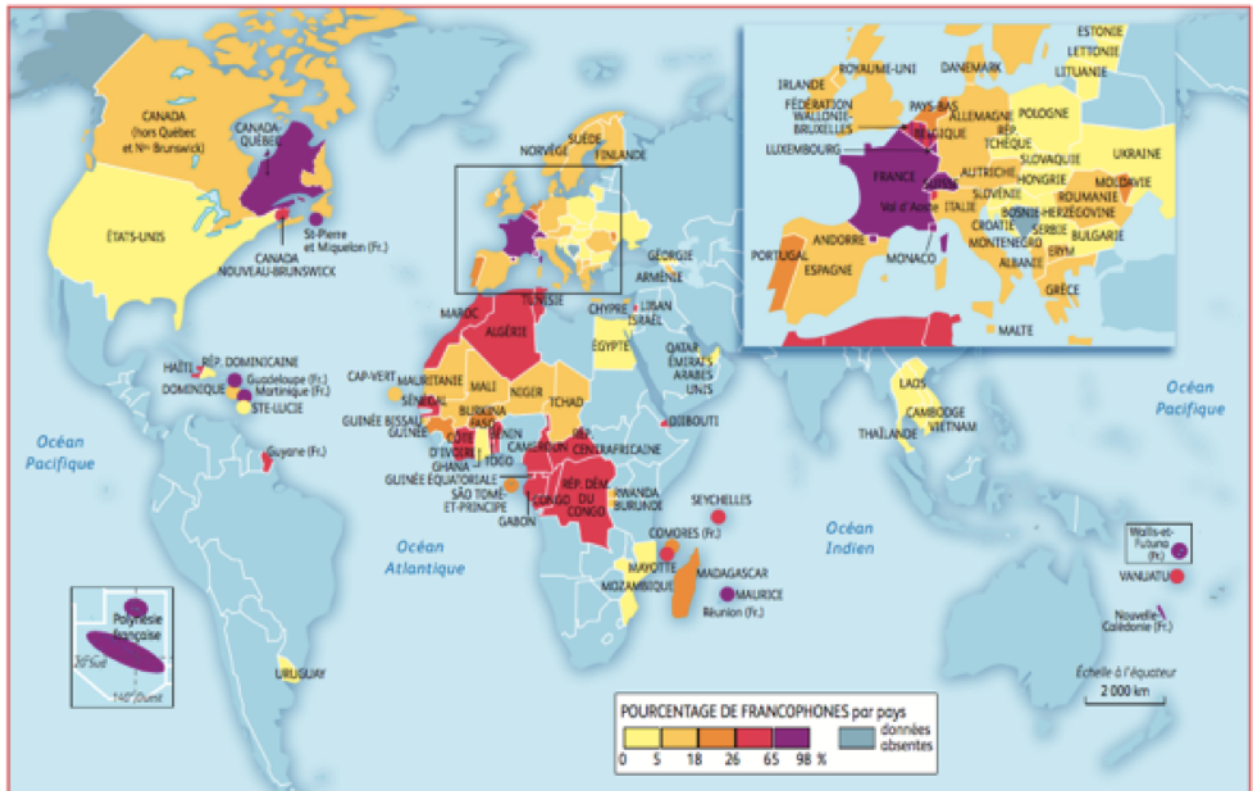 CANADA
(hors Québec
et Nᵛᵉᵃᵘ Brunswick)
CANADA-
QUÉBEC
ÉTATS-UNIS
St-Pierre
et Miquelon (Fr.)
CANADA
NOUVEAU-BRUNSWICK
HAÏTI
RÉP. DOMINICAINE
Guadeloupe (Fr.)
DOMINIQUE
Martinique (Fr.)
STE-LUCIE
Guyane (Fr.)
Océan
Pacifique
Polynésie
française
20° Sud
140° Ouest
URUGUAY
Océan
Atlantique
NORVÈGE
SUÈDE
FINLANDE
GÉORGIE
ARMÉNIE
MAROC
ALGÉRIE
TUNISIE
CHYPRE
LIBAN
ISRAËL
ÉGYPTE
QATAR
ÉMIRATS
ARABES
UNIS
CAP-VERT
MAURITANIE
MALI
NIGER
TCHAD
SÉNÉGAL
GUINÉE BISSAU
GUINÉE
BURKINA
FASO
CÔTE
D'IVOIRE
GHANA
TOGO
BÉNIN
CAMEROUN
RÉP.
CENTRAFRICAINE
DJIBOUTI
GUINÉE ÉQUATORIALE
SÃO TOMÉ-
ET-PRINCIPE
GABON
CONGO
RÉP. DÉM.
DU
CONGO
RWANDA
BURUNDI
SEYCHELLES
COMORES (Fr.)
MAYOTTE
MOZAMBIQUE
MADAGASCAR
MAURICE
Réunion (Fr.)
Océan
Indien
LAOS
CAMBODGE
VIETNAM
THAÏLANDE
Océan
Pacifique
Wallis-et-
Futuna
(Fr.)
VANUATU
Nouvelle-
Calédonie (Fr.)
Échelle à l'équateur
2 000 km
ESTONIE
LETTONIE
LITUANIE
ROYAUME-UNI
DANEMARK
IRLANDE
FÉDÉRATION
WALLONIE-
BRUXELLES
PAYS-BAS
BELGIQUE
ALLEMAGNE
POLOGNE
LUXEMBOURG
RÉP.
TCHÈQUE
UKRAINE
SLOVAQUIE
FRANCE
SUISSE
AUTRICHE
HONGRIE
MOLDAVIE
Val d'Aoste
ITALIE
SLOVÉNIE
ROUMANIE
CROATIE
BOSNIE-HERZÉGOVINE
SERBIE
MONTENEGRO
BULGARIE
ANDORRE
MONACO
PORTUGAL
ESPAGNE
ALBANIE
ERYM
GRÈCE
MALTE
POURCENTAGE DE FRANCOPHONES par pays
0 5 18 26 65 98 %
données
absentes